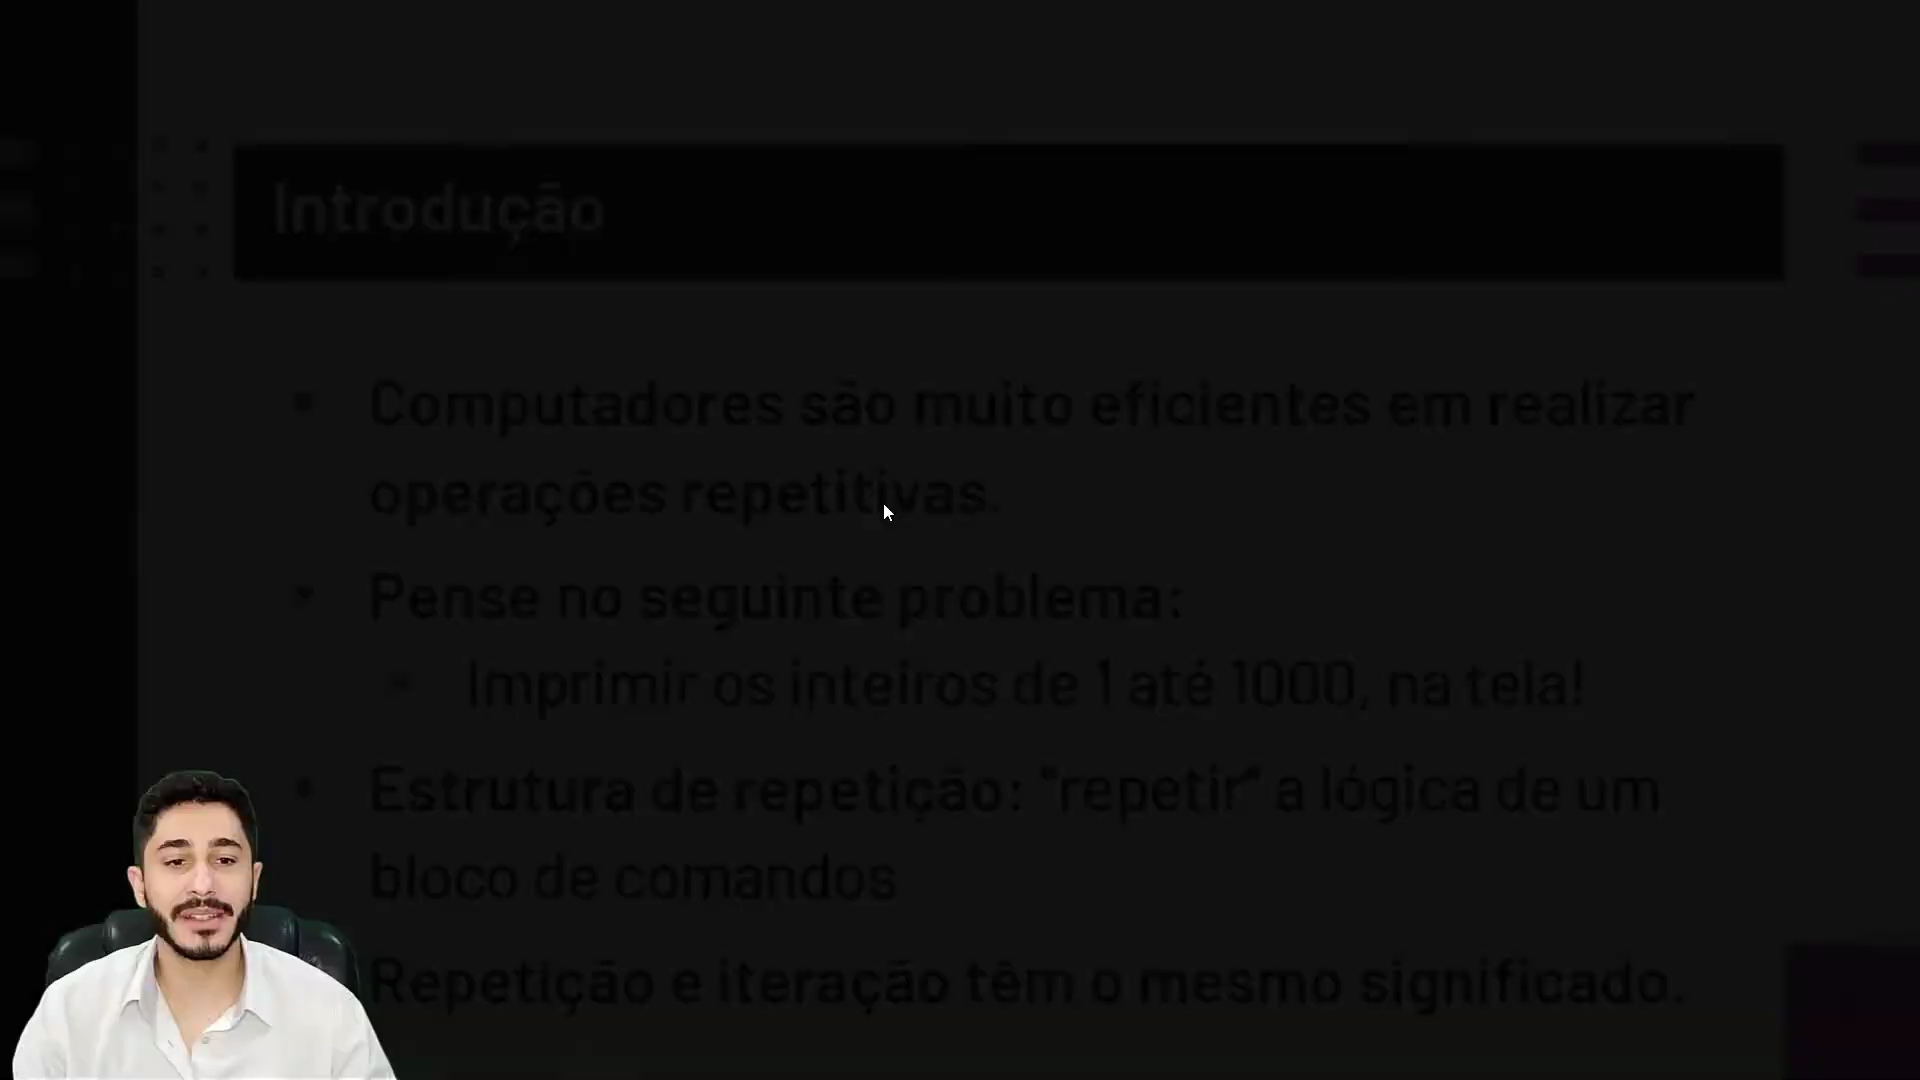 Introdução
Computadores são muito eficientes em realizar
operações repetitivas.
Pense no seguinte problema:
Imprimir os inteiros de 1 até 1000, na tela!
Estrutura de repetição: "repetir" a lógica de um
bloco de comandos
Repetição e iteração têm o mesmo significado.